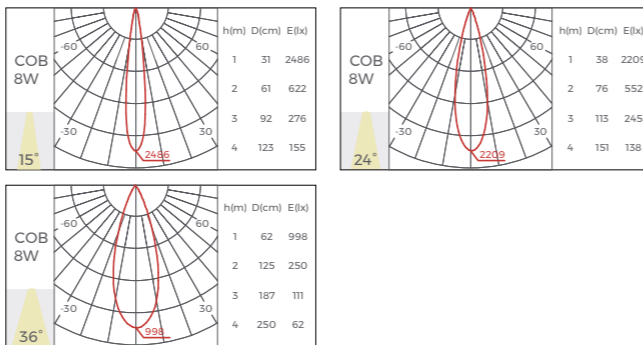 COB
8W
15°
-60
60
-30
30
2486
h(m) D(cm) E(lx)
1 31 2486
2 61 622
3 92 276
4 123 155
COB
8W
24°
-60
60
-30
30
2209
h(m) D(cm) E(lx)
1 38 2209
2 76 552
3 113 245
4 151 138
COB
8W
36°
-60
60
-30
30
998
h(m) D(cm) E(lx)
1 62 998
2 125 250
3 187 111
4 250 62